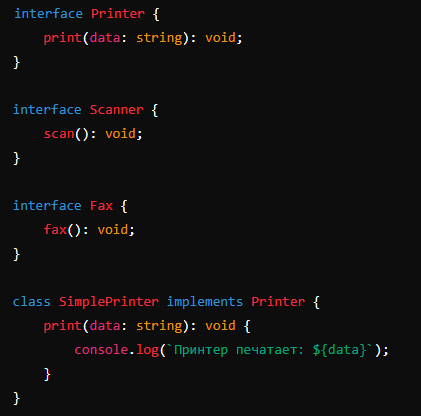 interface Printer {
    print(data: string): void;
}

interface Scanner {
    scan(): void;
}

interface Fax {
    fax(): void;
}

class SimplePrinter implements Printer {
    print(data: string): void {
        console.log(`Принтер печатает: ${data}`);
    }
}